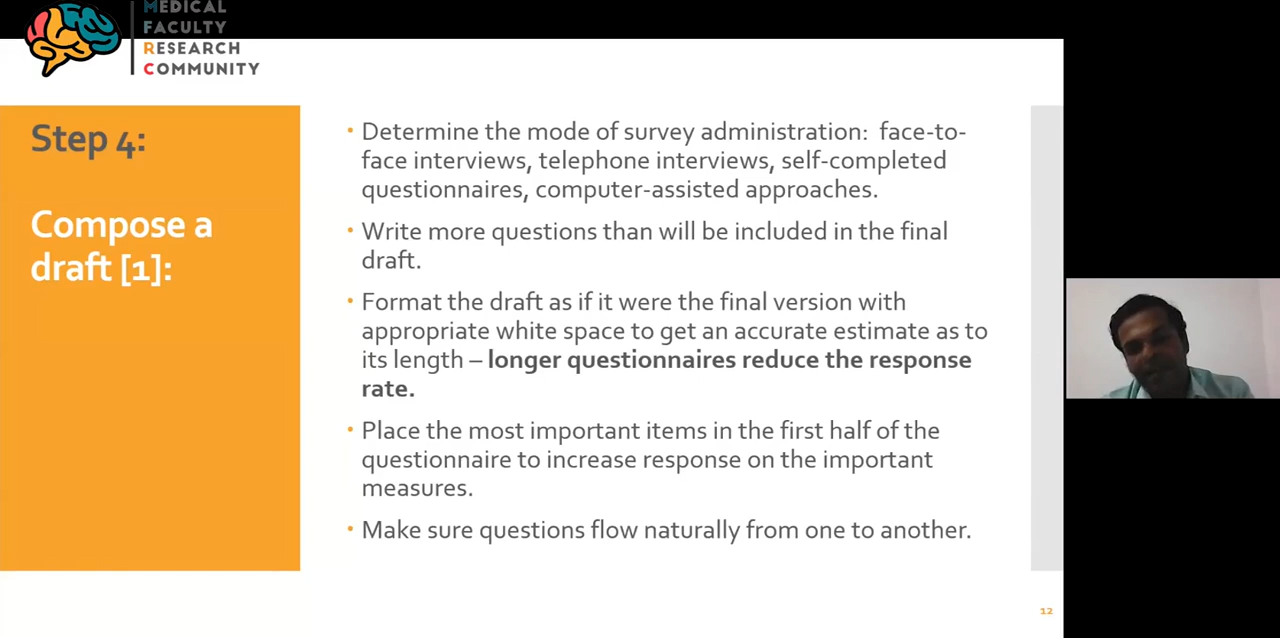 MEDICAL
FACULTY
RESEARCH
COMMUNITY
Step 4:
Compose a
draft [1]:
• Determine the mode of survey administration: face-to-
face interviews, telephone interviews, self-completed
questionnaires, computer-assisted approaches.
• Write more questions than will be included in the final
draft.
• Format the draft as if it were the final version with
appropriate white space to get an accurate estimate as to
its length – longer questionnaires reduce the response
rate.
• Place the most important items in the first half of the
questionnaire to increase response on the important
measures.
• Make sure questions flow naturally from one to another.
12